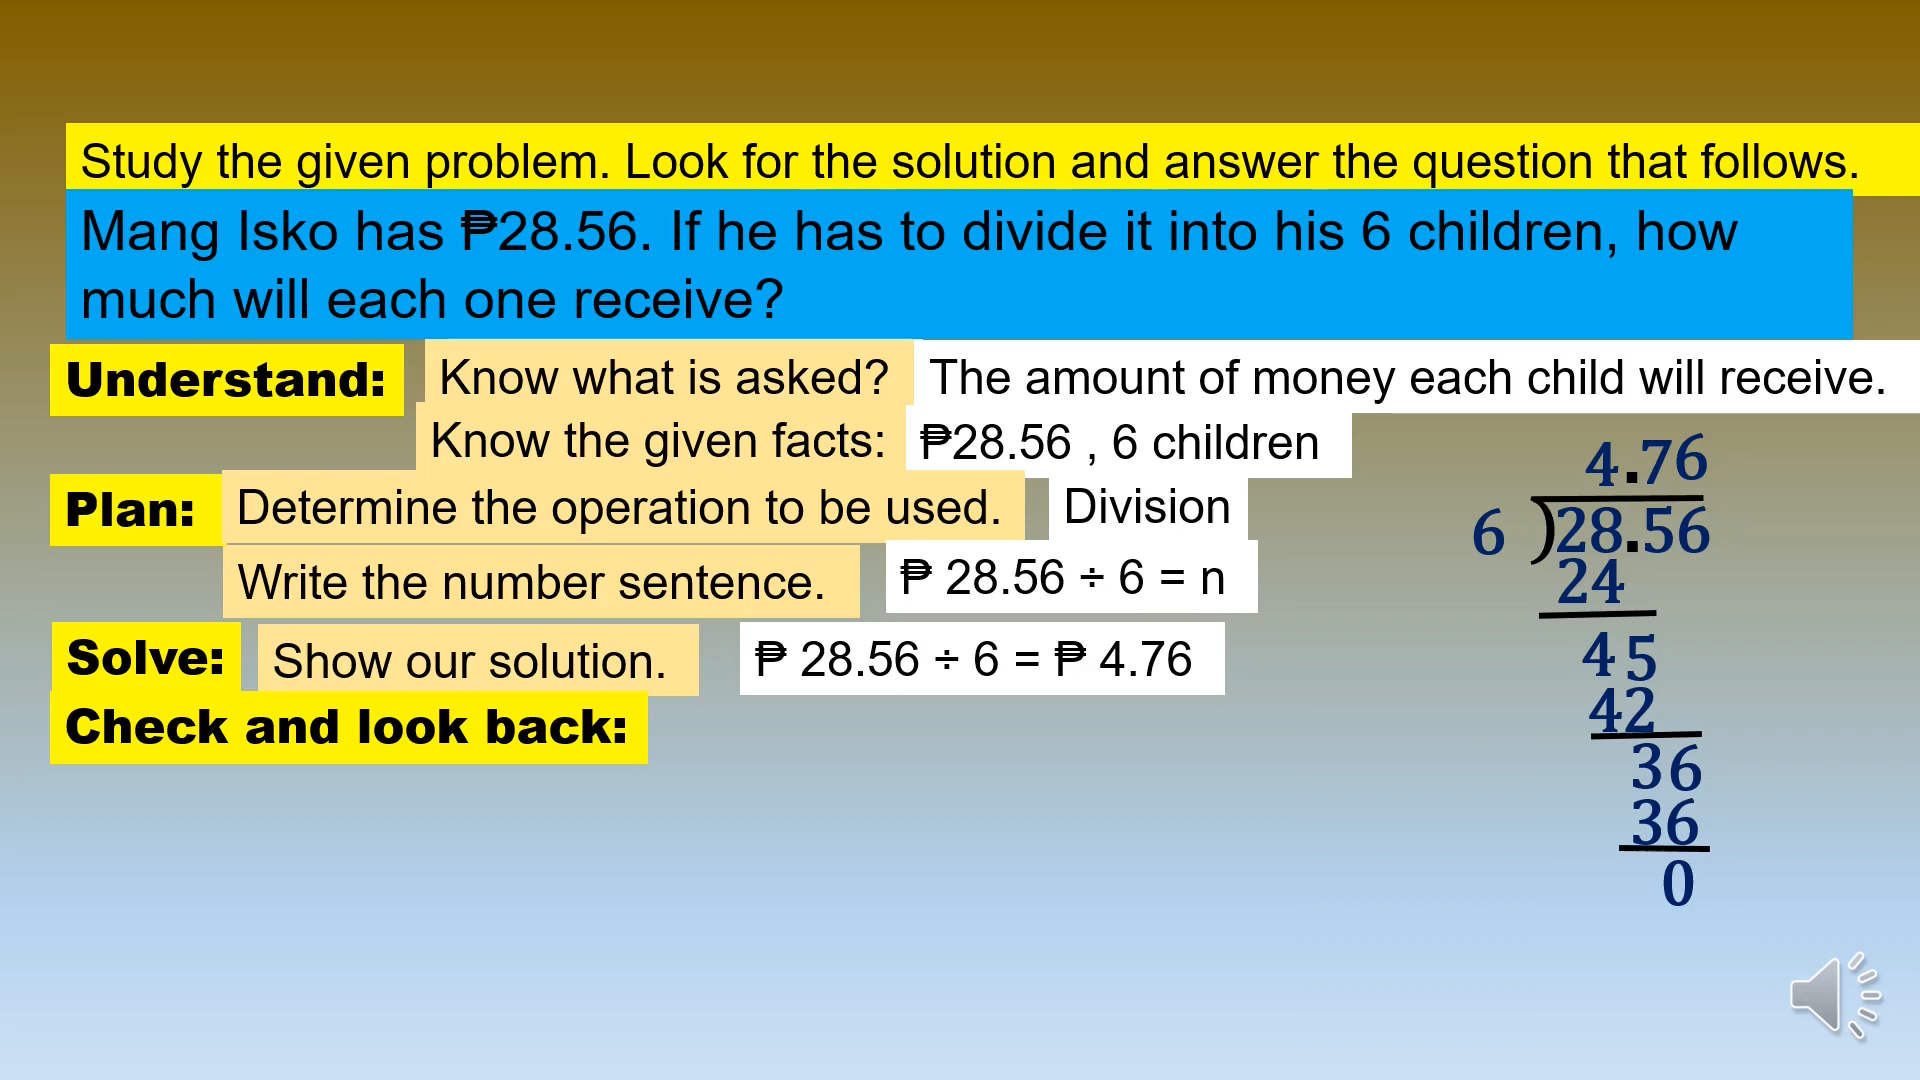 Study the given problem. Look for the solution and answer the question that follows.
Mang Isko has ₱28.56. If he has to divide it into his 6 children, how
much will each one receive?
Understand: Know what is asked? The amount of money each child will receive.
Know the given facts: ₱28.56 , 6 children
Plan: Determine the operation to be used. Division
Write the number sentence. ₱ 28.56 ÷ 6 = n
Solve: Show our solution. ₱ 28.56 ÷ 6 = ₱ 4.76
Check and look back:
4.76
6 )28.56
24
45
42
36
36
0